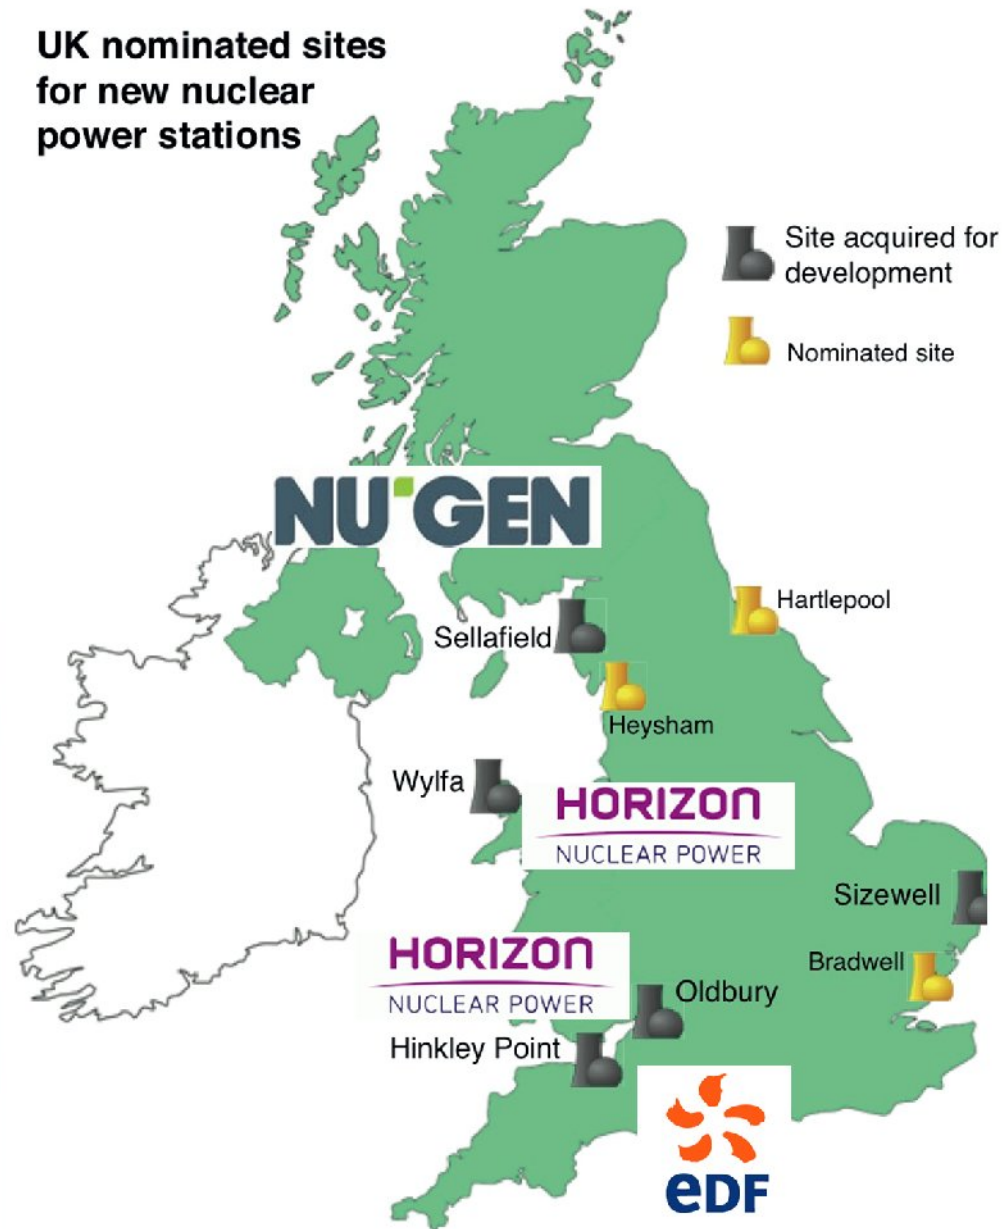 UK nominated sites
for new nuclear
power stations
Site acquired for
development
Nominated site
NU GEN
Hartlepool
Sellafield
Heysham
Wylfa
HORIZON
NUCLEAR POWER
Sizewell
HORIZON
NUCLEAR POWER
Bradwell
Oldbury
Hinkley Point
eDF